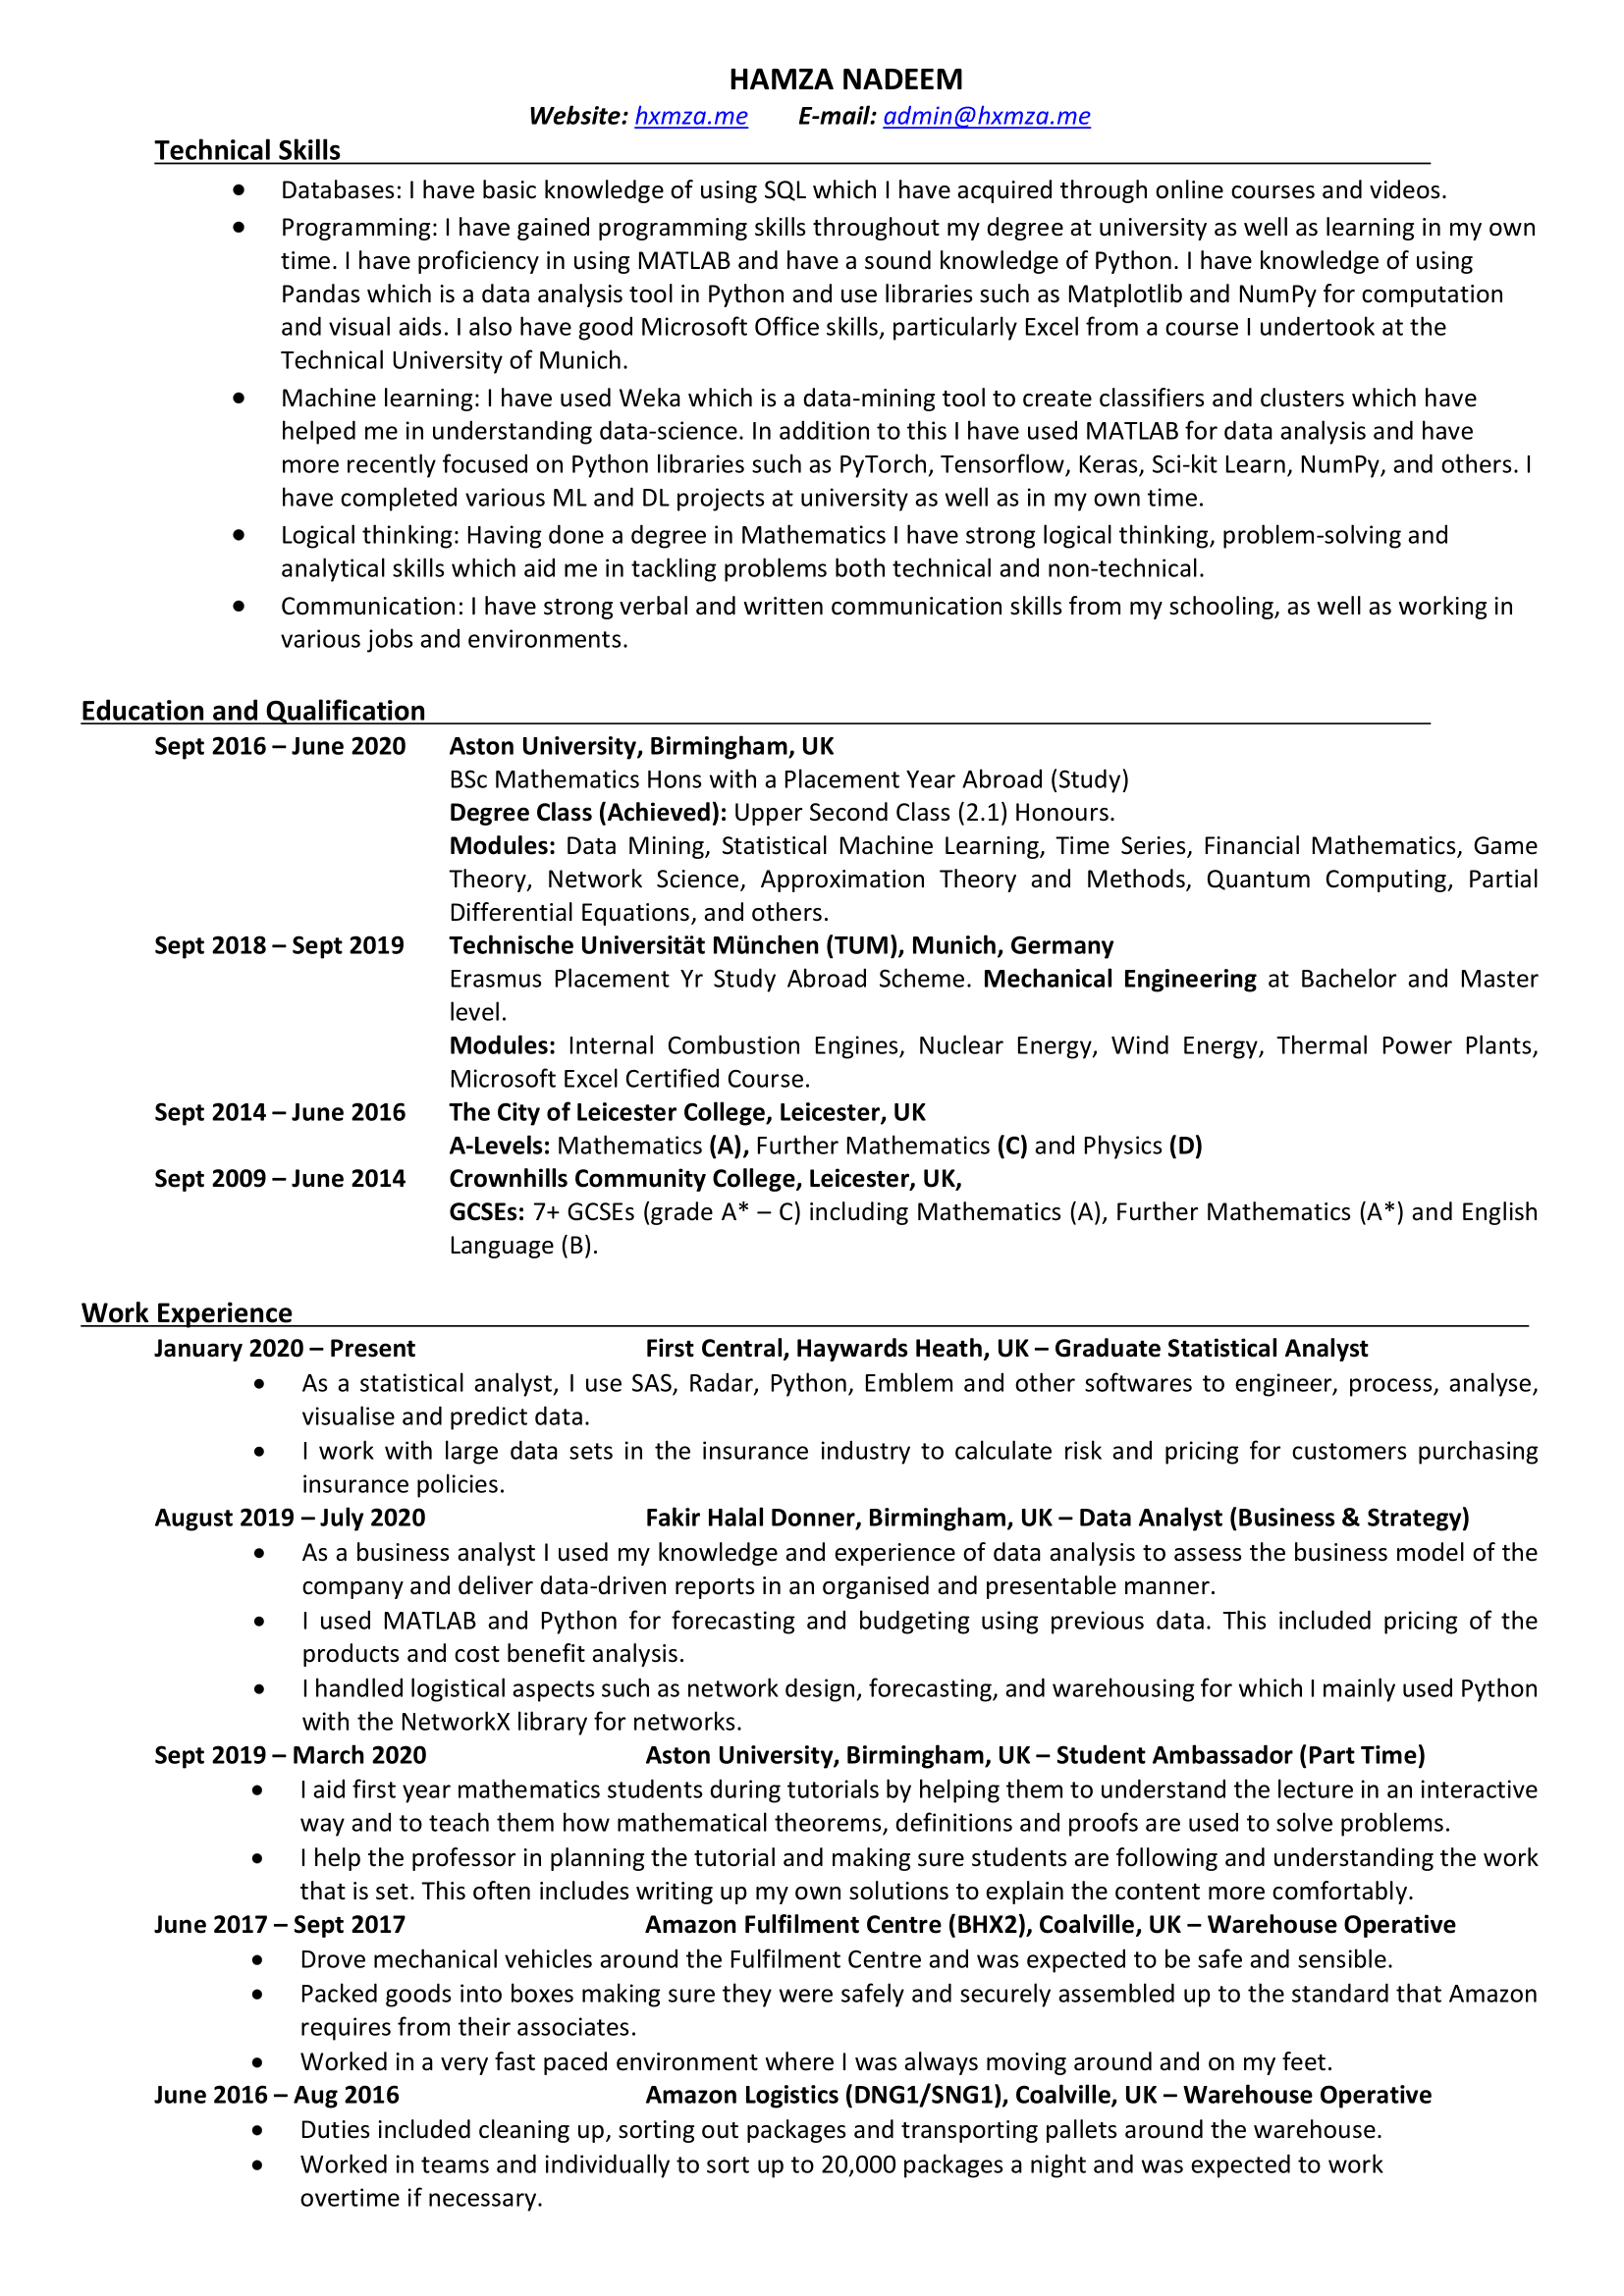 HAMZA NADEEM
Website: hxmza.me E-mail: admin@hxmza.me
Technical Skills
• Databases: I have basic knowledge of using SQL which I have acquired through online courses and videos.
• Programming: I have gained programming skills throughout my degree at university as well as learning in my own
time. I have proficiency in using MATLAB and have a sound knowledge of Python. I have knowledge of using
Pandas which is a data analysis tool in Python and use libraries such as Matplotlib and NumPy for computation
and visual aids. I also have good Microsoft Office skills, particularly Excel from a course I undertook at the
Technical University of Munich.
• Machine learning: I have used Weka which is a data-mining tool to create classifiers and clusters which have
helped me in understanding data-science. In addition to this I have used MATLAB for data analysis and have
more recently focused on Python libraries such as PyTorch, Tensorflow, Keras, Sci-kit Learn, NumPy, and others. I
have completed various ML and DL projects at university as well as in my own time.
• Logical thinking: Having done a degree in Mathematics I have strong logical thinking, problem-solving and
analytical skills which aid me in tackling problems both technical and non-technical.
• Communication: I have strong verbal and written communication skills from my schooling, as well as working in
various jobs and environments.
Education and Qualification
Sept 2016 – June 2020 Aston University, Birmingham, UK
BSc Mathematics Hons with a Placement Year Abroad (Study)
Degree Class (Achieved): Upper Second Class (2.1) Honours.
Modules: Data Mining, Statistical Machine Learning, Time Series, Financial Mathematics, Game
Theory, Network Science, Approximation Theory and Methods, Quantum Computing, Partial
Differential Equations, and others.
Sept 2018 – Sept 2019 Technische Universität München (TUM), Munich, Germany
Erasmus Placement Yr Study Abroad Scheme. Mechanical Engineering at Bachelor and Master
level.
Modules: Internal Combustion Engines, Nuclear Energy, Wind Energy, Thermal Power Plants,
Microsoft Excel Certified Course.
Sept 2014 – June 2016 The City of Leicester College, Leicester, UK
A-Levels: Mathematics (A), Further Mathematics (C) and Physics (D)
Sept 2009 – June 2014 Crownhills Community College, Leicester, UK,
GCSEs: 7+ GCSEs (grade A* – C) including Mathematics (A), Further Mathematics (A*) and English
Language (B).
Work Experience
January 2020 – Present First Central, Haywards Heath, UK – Graduate Statistical Analyst
• As a statistical analyst, I use SAS, Radar, Python, Emblem and other softwares to engineer, process, analyse,
visualise and predict data.
• I work with large data sets in the insurance industry to calculate risk and pricing for customers purchasing
insurance policies.
August 2019 – July 2020 Fakir Halal Donner, Birmingham, UK – Data Analyst (Business & Strategy)
• As a business analyst I used my knowledge and experience of data analysis to assess the business model of the
company and deliver data-driven reports in an organised and presentable manner.
• I used MATLAB and Python for forecasting and budgeting using previous data. This included pricing of the
products and cost benefit analysis.
• I handled logistical aspects such as network design, forecasting, and warehousing for which I mainly used Python
with the NetworkX library for networks.
Sept 2019 – March 2020 Aston University, Birmingham, UK – Student Ambassador (Part Time)
• I aid first year mathematics students during tutorials by helping them to understand the lecture in an interactive
way and to teach them how mathematical theorems, definitions and proofs are used to solve problems.
• I help the professor in planning the tutorial and making sure students are following and understanding the work
that is set. This often includes writing up my own solutions to explain the content more comfortably.
June 2017 – Sept 2017 Amazon Fulfilment Centre (BHX2), Coalville, UK – Warehouse Operative
• Drove mechanical vehicles around the Fulfilment Centre and was expected to be safe and sensible.
• Packed goods into boxes making sure they were safely and securely assembled up to the standard that Amazon
requires from their associates.
• Worked in a very fast paced environment where I was always moving around and on my feet.
June 2016 – Aug 2016 Amazon Logistics (DNG1/SNG1), Coalville, UK – Warehouse Operative
• Duties included cleaning up, sorting out packages and transporting pallets around the warehouse.
• Worked in teams and individually to sort up to 20,000 packages a night and was expected to work
overtime if necessary.